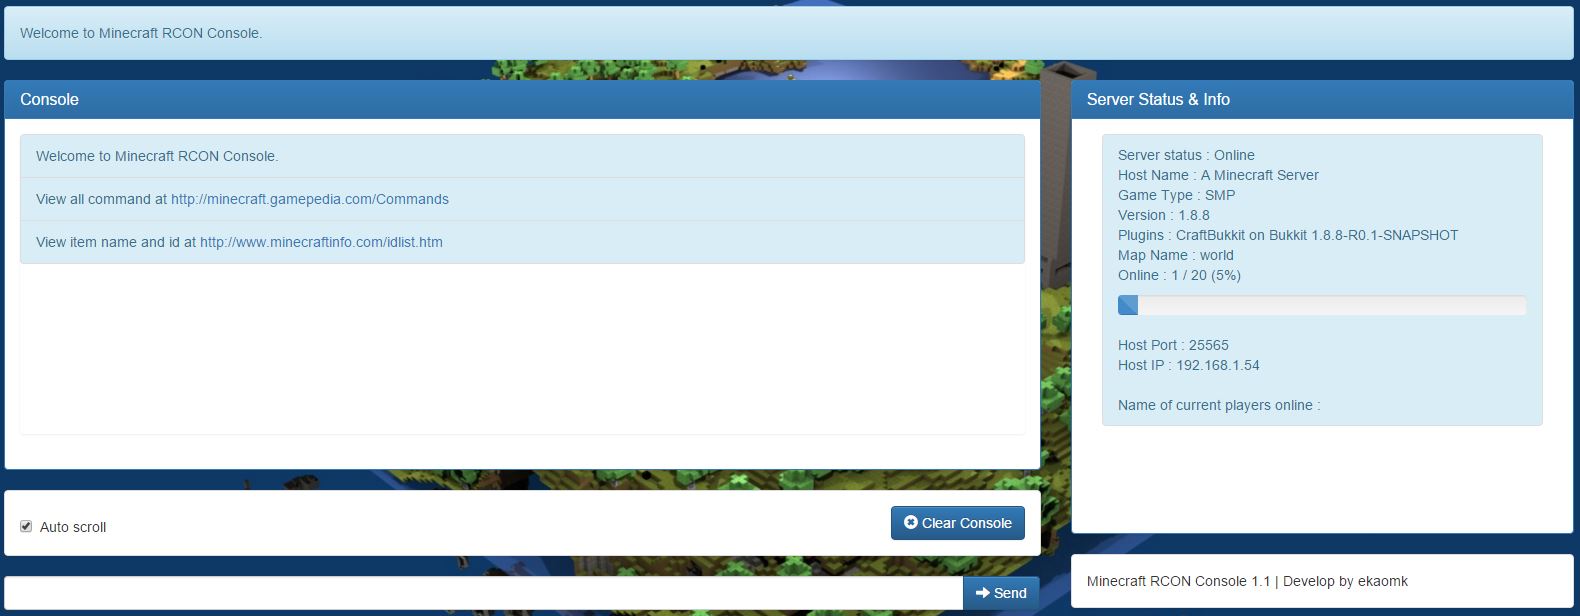 Welcome to Minecraft RCON Console.
Console
Welcome to Minecraft RCON Console.
View all command at http://minecraft.gamepedia.com/Commands
View item name and id at http://www.minecraftinfo.com/idlist.htm
Auto scroll
Clear Console
Send
Server Status & Info
Server status : Online
Host Name : A Minecraft Server
Game Type : SMP
Version : 1.8.8
Plugins : CraftBukkit on Bukkit 1.8.8-R0.1-SNAPSHOT
Map Name : world
Online : 1 / 20 (5%)
Host Port : 25565
Host IP : 192.168.1.54
Name of current players online :
Minecraft RCON Console 1.1 | Develop by ekaomk